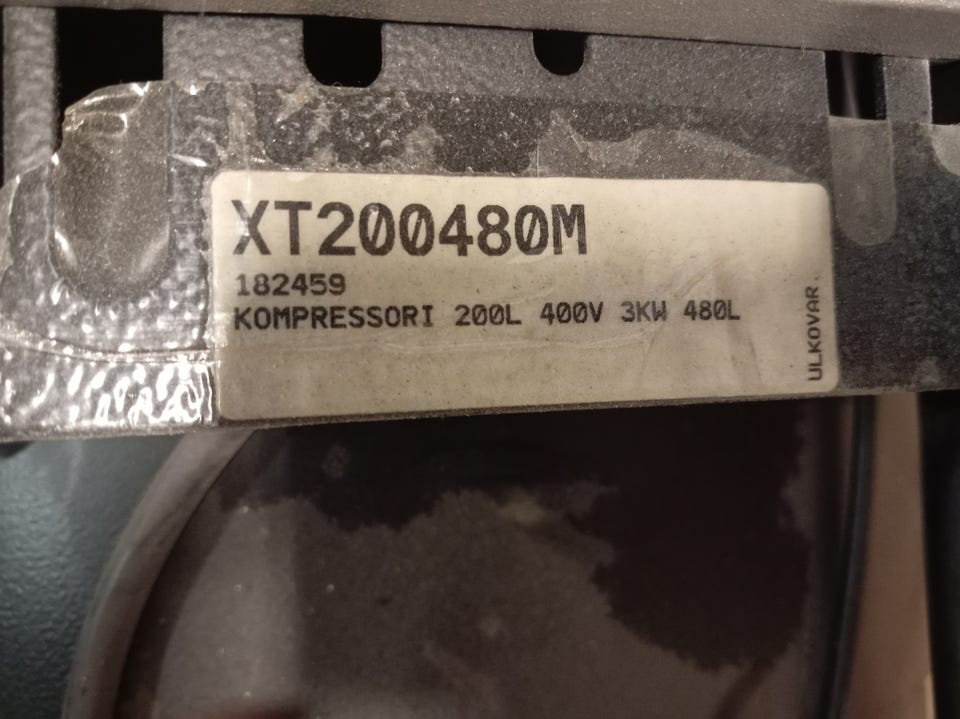 XT200480M
182459
KOMPRESSORI 200L 400V 3KW 480L
ULKOVAR